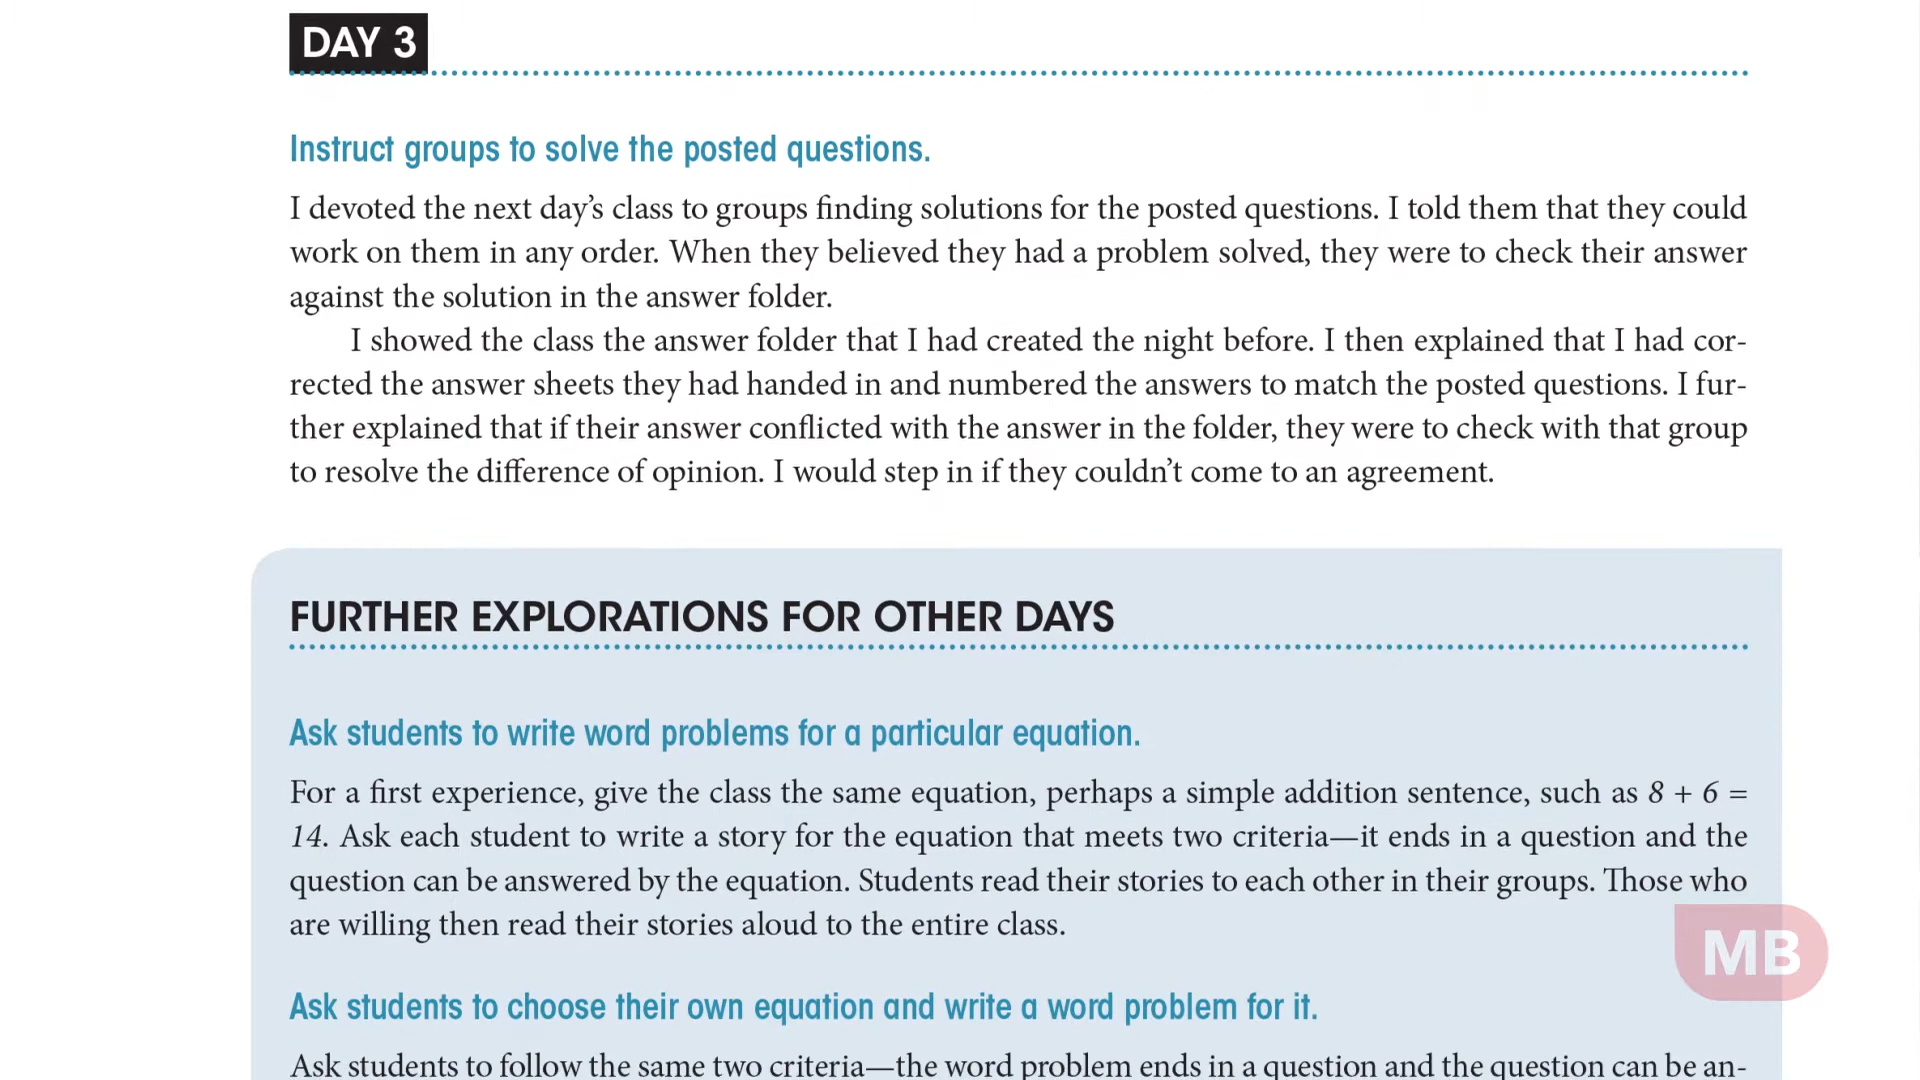 DAY 3
Instruct groups to solve the posted questions.
I devoted the next day’s class to groups finding solutions for the posted questions. I told them that they could
work on them in any order. When they believed they had a problem solved, they were to check their answer
against the solution in the answer folder.
I showed the class the answer folder that I had created the night before. I then explained that I had cor-
rected the answer sheets they had handed in and numbered the answers to match the posted questions. I fur-
ther explained that if their answer conflicted with the answer in the folder, they were to check with that group
to resolve the difference of opinion. I would step in if they couldn’t come to an agreement.
FURTHER EXPLORATIONS FOR OTHER DAYS
Ask students to write word problems for a particular equation.
For a first experience, give the class the same equation, perhaps a simple addition sentence, such as 8 + 6 =
14. Ask each student to write a story for the equation that meets two criteria—it ends in a question and the
question can be answered by the equation. Students read their stories to each other in their groups. Those who
are willing then read their stories aloud to the entire class.
MB
Ask students to choose their own equation and write a word problem for it.
Ask students to follow the same two criteria—the word problem ends in a question and the question can be an-